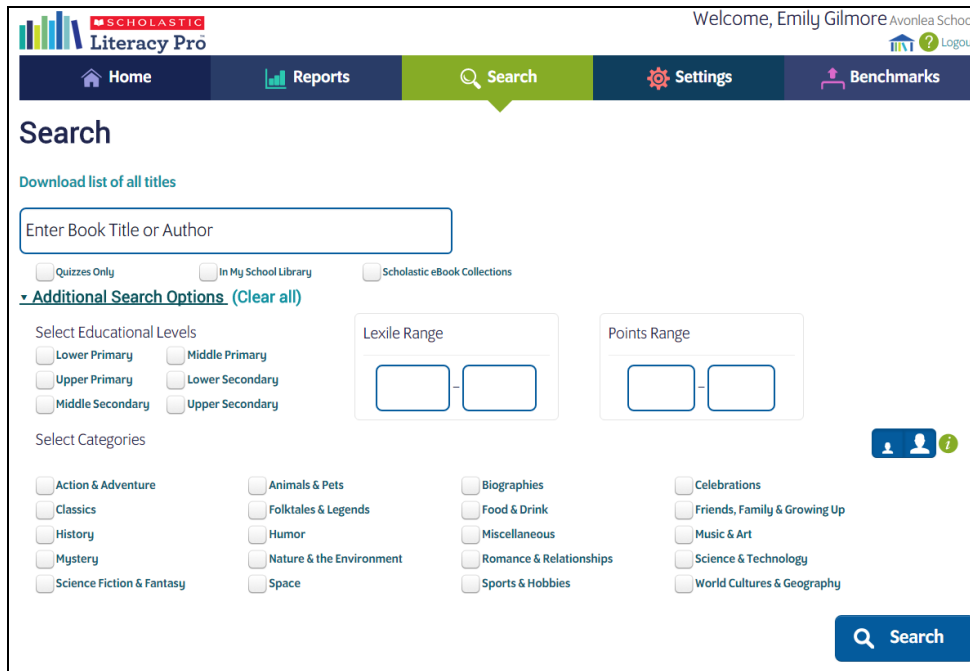 SCHOLASTIC
Literacy Pro
Welcome, Emily Gilmore Avonlea Schoo
? Logou
Home Reports Search Settings Benchmarks
Search
Download list of all titles
Enter Book Title or Author
Quizzes Only In My School Library Scholastic eBook Collections
▾ Additional Search Options (Clear all)
Select Educational Levels Lexile Range Points Range
Lower Primary Middle Primary
Upper Primary Lower Secondary
– –
Middle Secondary Upper Secondary
Select Categories i
Action & Adventure Animals & Pets Biographies Celebrations
Classics Folktales & Legends Food & Drink Friends, Family & Growing Up
History Humor Miscellaneous Music & Art
Mystery Nature & the Environment Romance & Relationships Science & Technology
Science Fiction & Fantasy Space Sports & Hobbies World Cultures & Geography
Search